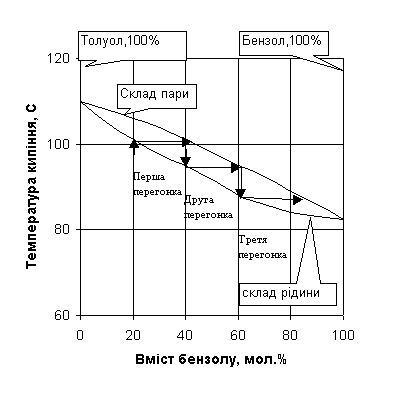 Толуол,100%
Бензол,100%
120
Склад пари
100
Перша
перегонка
Друга
перегонка
80
Третя
перегонка
склад рідини
60
0
20
40
60
80
100
Температура кипіння, С
Вміст бензолу, мол.%